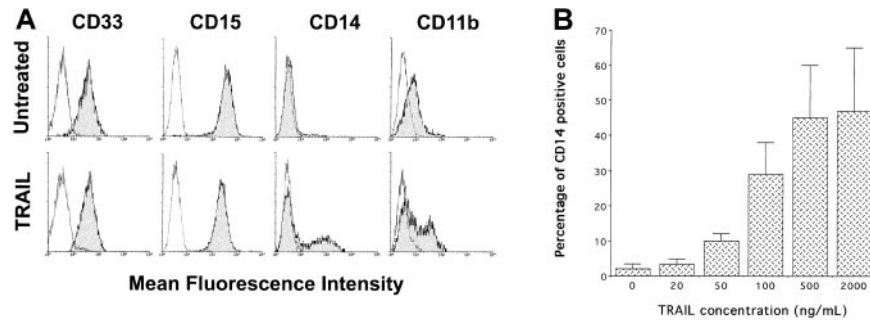 A
CD33 CD15 CD14 CD11b
Untreated
TRAIL
Mean Fluorescence Intensity
B
Percentage of CD14 positive cells
70
60
50
40
30
20
10
0
0 20 50 100 500 2000
TRAIL concentration (ng/mL)